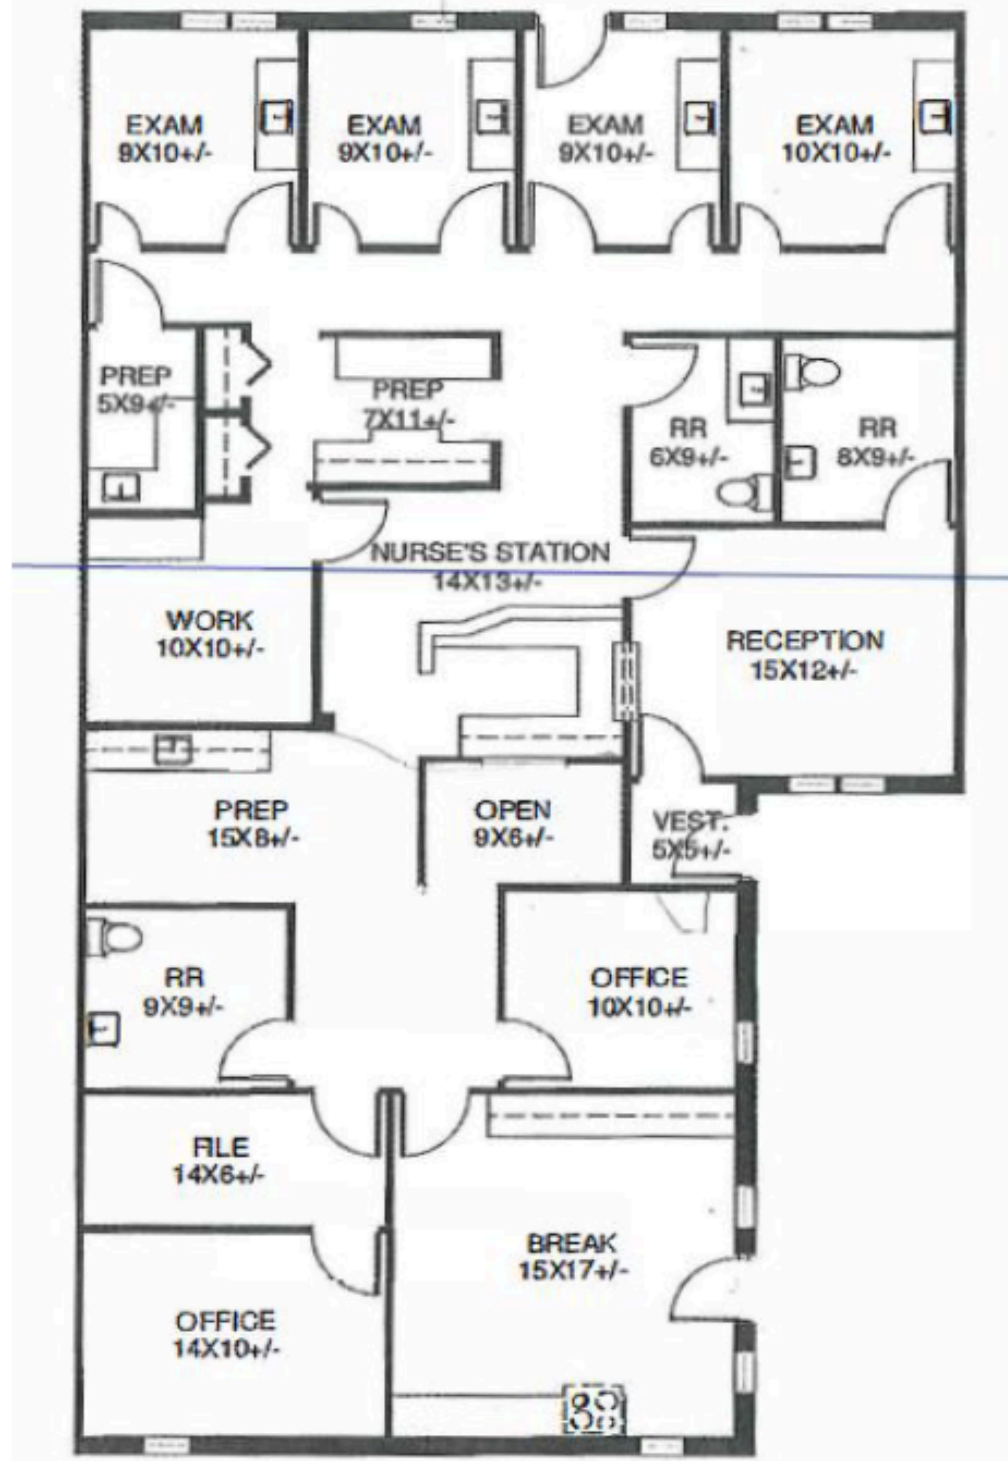 EXAM
9X10+/-
EXAM
9X10+/-
EXAM
9X10+/-
EXAM
10X10+/-
PREP
5X9+/-
PREP
7X11+/-
RR
6X9+/-
RR
8X9+/-
NURSE'S STATION
14X13+/-
WORK
10X10+/-
RECEPTION
15X12+/-
PREP
15X8+/-
OPEN
9X6+/-
VEST.
5X5+/-
RR
9X9+/-
OFFICE
10X10+/-
FILE
14X6+/-
BREAK
15X17+/-
OFFICE
14X10+/-